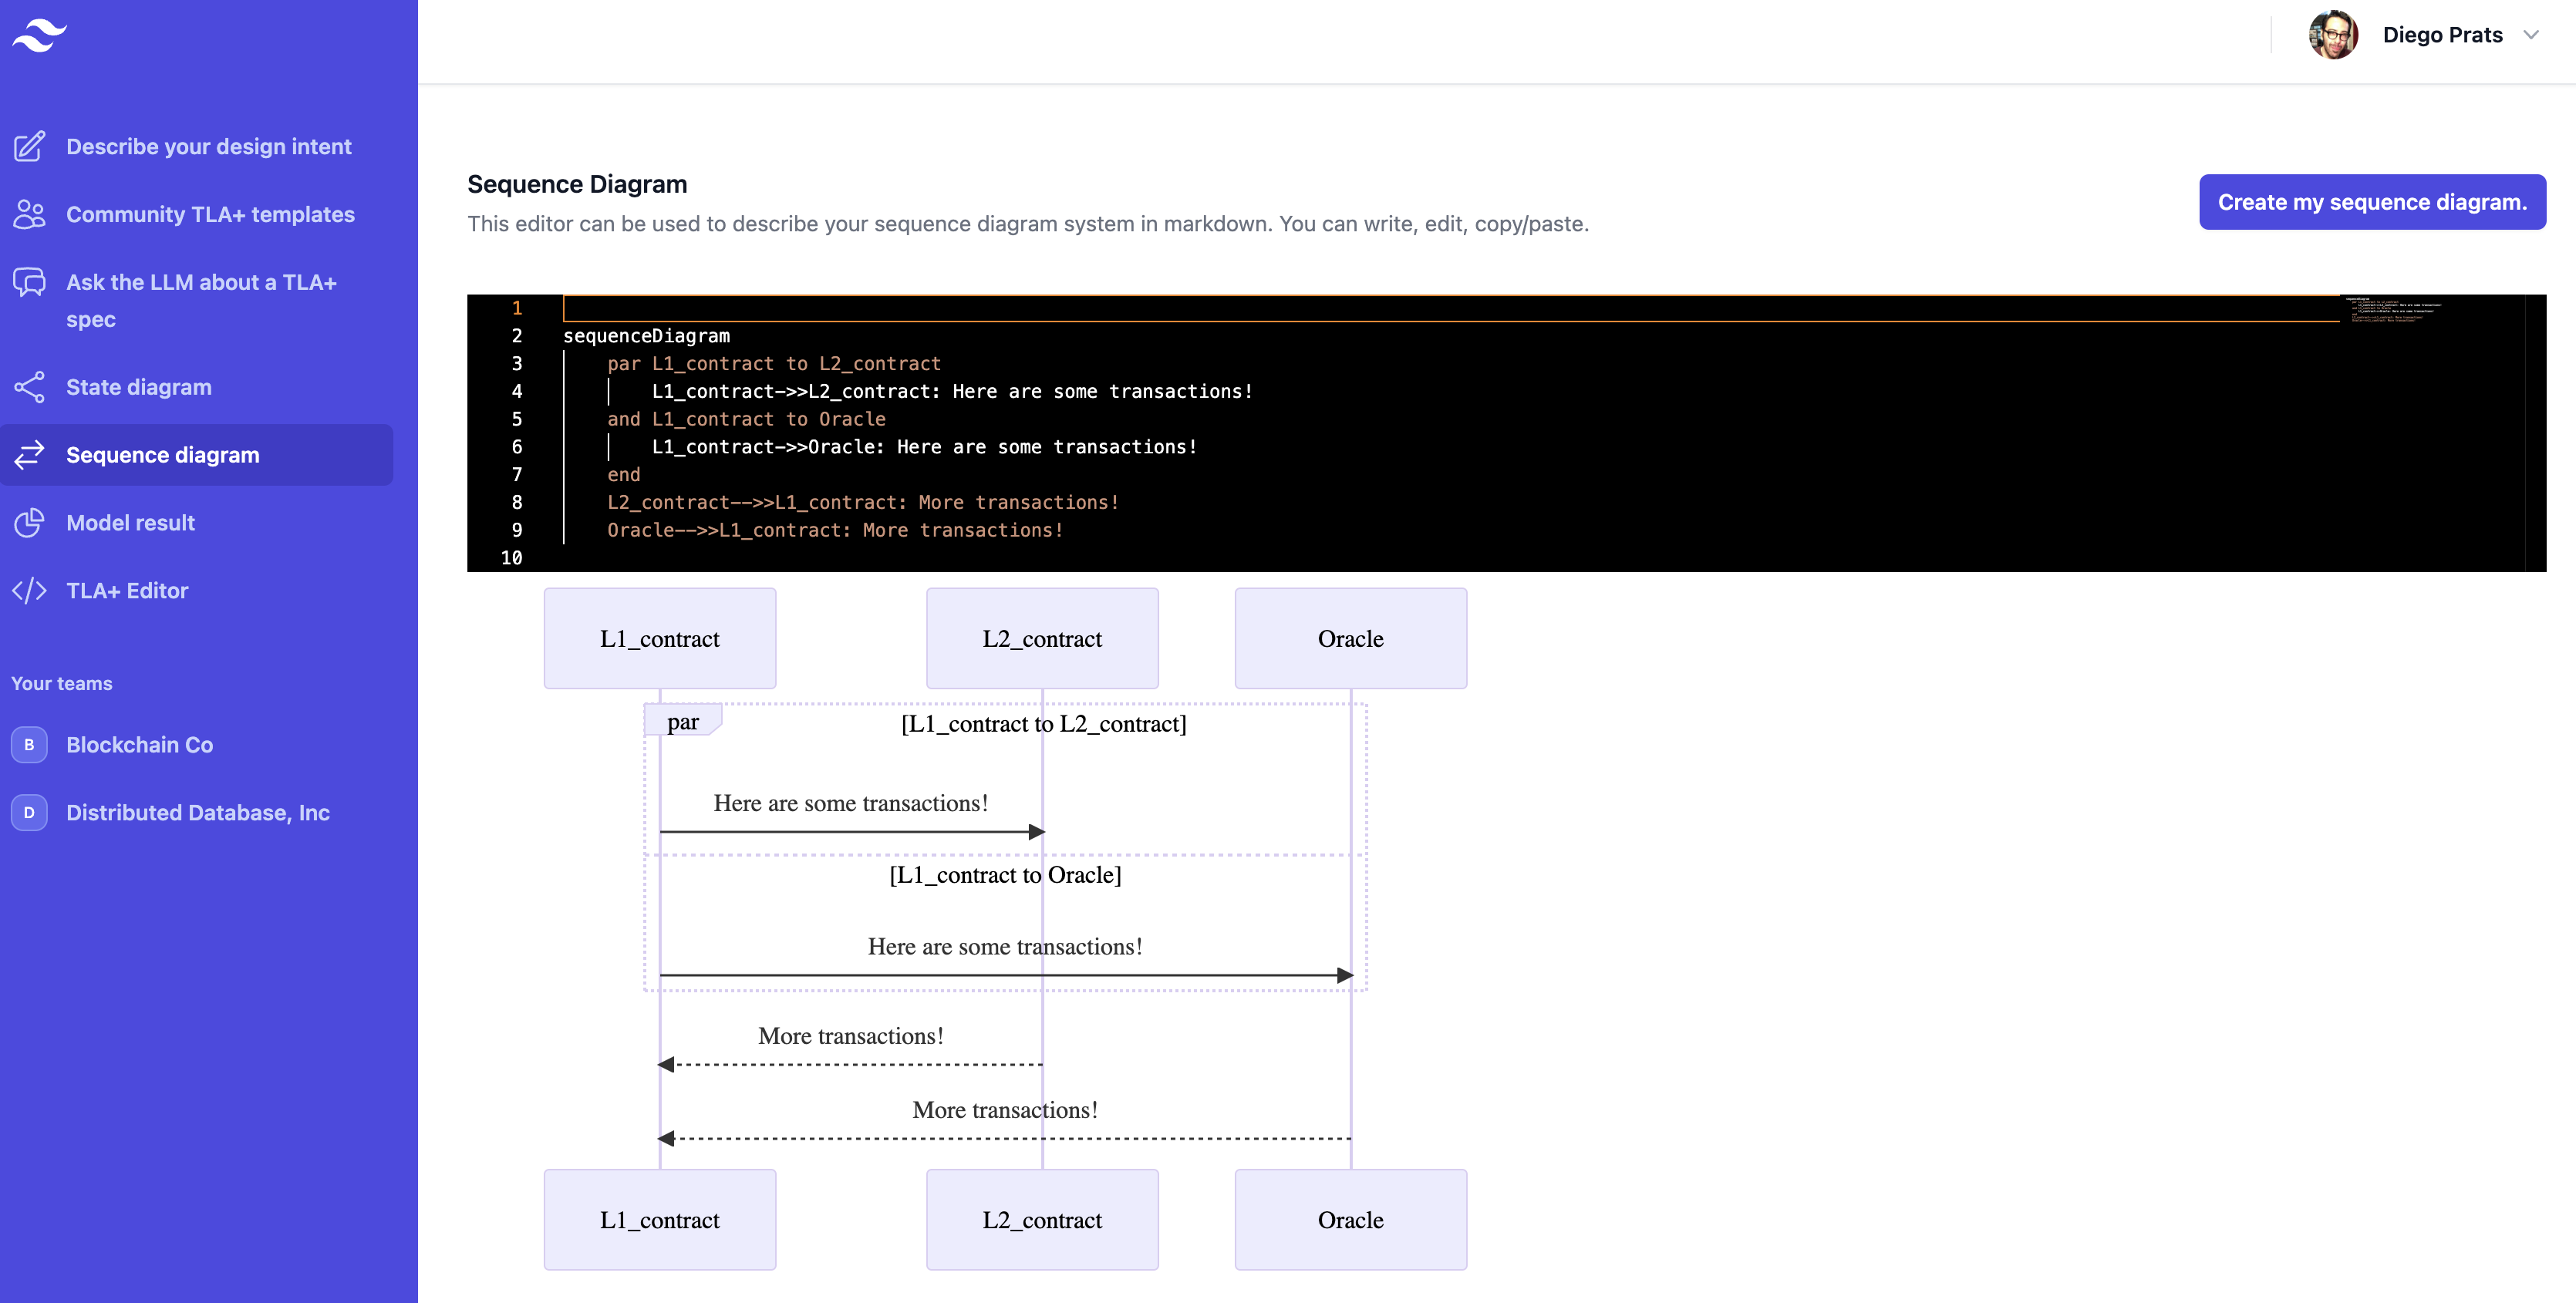 Diego Prats
Describe your design intent
Community TLA+ templates
Ask the LLM about a TLA+
spec
State diagram
Sequence diagram
Model result
TLA+ Editor
Your teams
B Blockchain Co
D Distributed Database, Inc
Sequence Diagram
This editor can be used to describe your sequence diagram system in markdown. You can write, edit, copy/paste.
Create my sequence diagram.
1
2 sequenceDiagram
3     par L1_contract to L2_contract
4         L1_contract->>L2_contract: Here are some transactions!
5     and L1_contract to Oracle
6         L1_contract->>Oracle: Here are some transactions!
7     end
8     L2_contract-->>L1_contract: More transactions!
9     Oracle-->>L1_contract: More transactions!
10
L1_contract L2_contract Oracle
par [L1_contract to L2_contract]
Here are some transactions!
[L1_contract to Oracle]
Here are some transactions!
More transactions!
More transactions!
L1_contract L2_contract Oracle